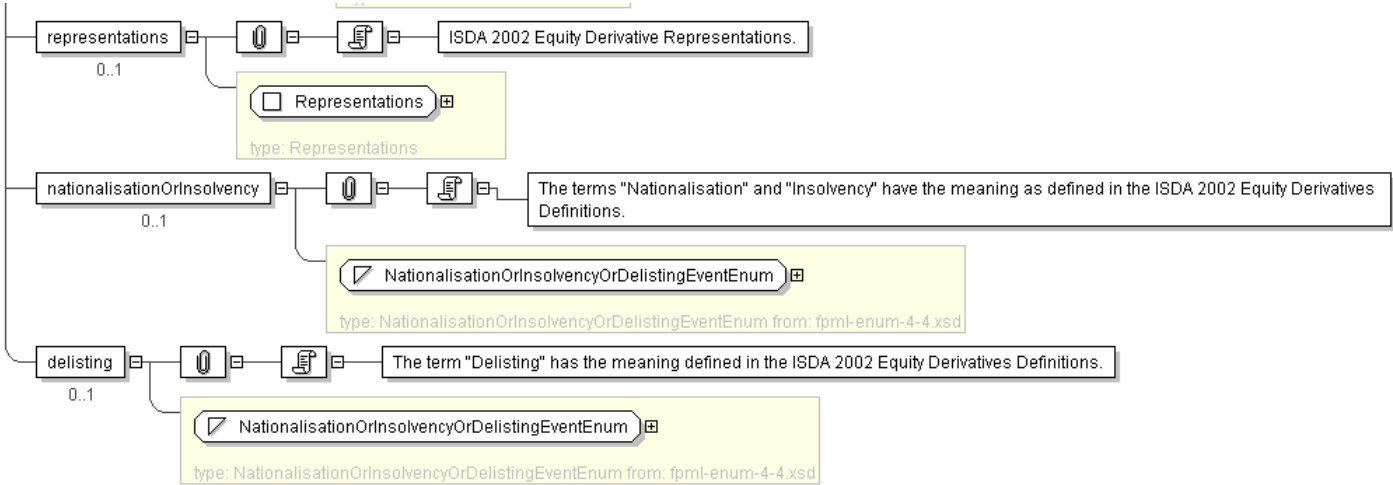 representations
ISDA 2002 Equity Derivative Representations.
0..1
Representations
type: Representations
nationalisationOrInsolvency
The terms "Nationalisation" and "Insolvency" have the meaning as defined in the ISDA 2002 Equity Derivatives
Definitions.
0..1
NationalisationOrInsolvencyOrDelistingEventEnum
type: NationalisationOrInsolvencyOrDelistingEventEnum from: fpml-enum-4-4.xsd
delisting
The term "Delisting" has the meaning defined in the ISDA 2002 Equity Derivatives Definitions.
0..1
NationalisationOrInsolvencyOrDelistingEventEnum
type: NationalisationOrInsolvencyOrDelistingEventEnum from: fpml-enum-4-4.xsd